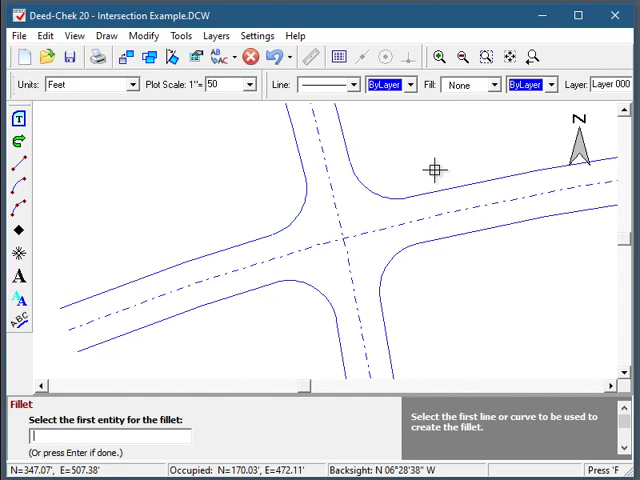 Deed-Chek 20 - Intersection Example.DCW
File Edit View Draw Modify Tools Layers Settings Help
AB
AC
Units: Feet Plot Scale: 1"= 50 Line: ByLayer Fill: None ByLayer Layer: Layer 000
N
T
A
A
ABC
Fillet
Select the first entity for the fillet:
(Or press Enter if done.)
Select the first line or curve to be used to
create the fillet.
N=347.07', E=507.38' Occupied: N=170.03', E=472.11' Backsight: N 06°28'38" W Press 'F